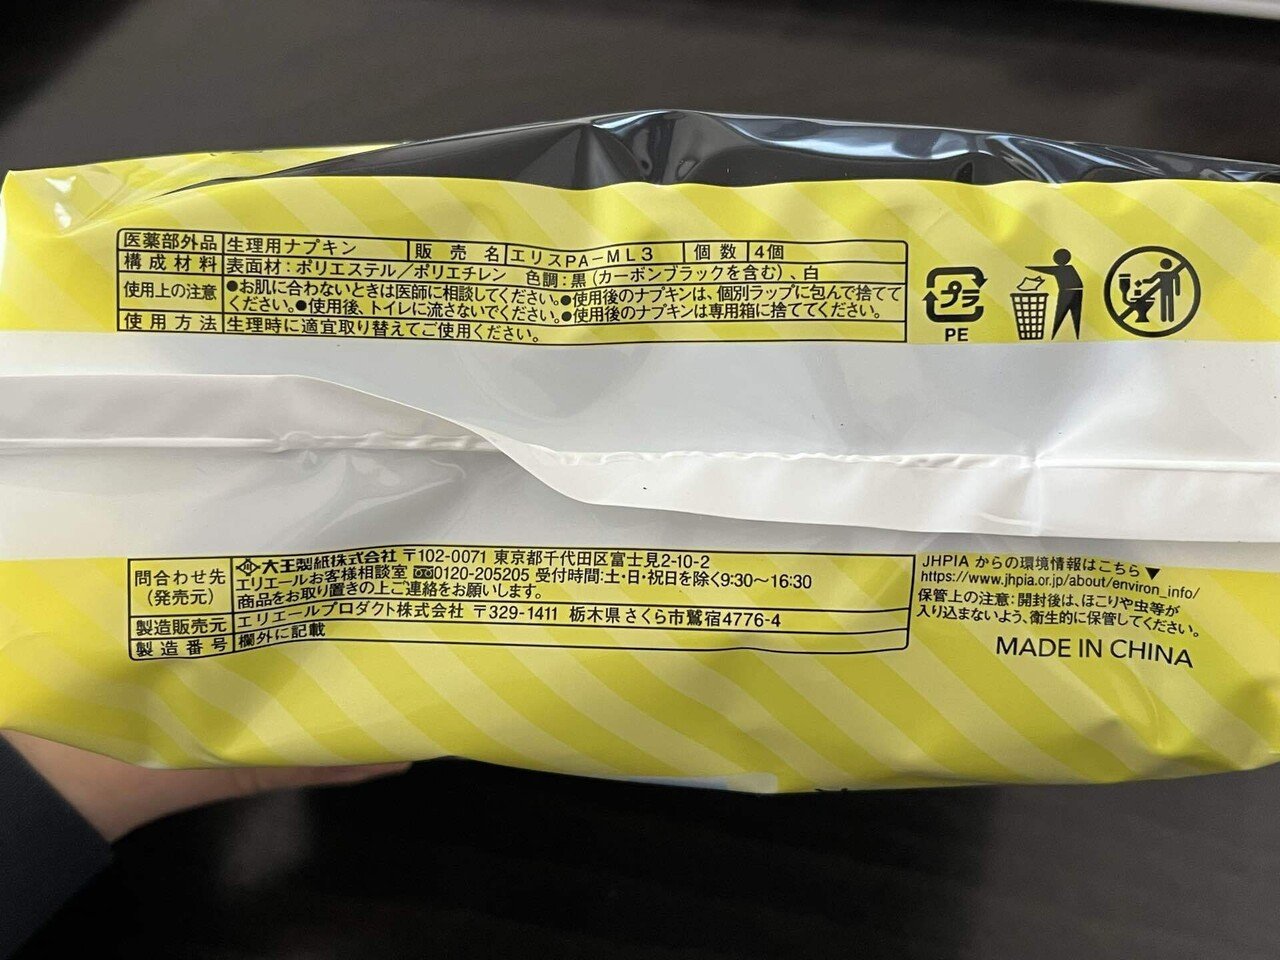 医薬部外品 生理用ナプキン 販売名 エリスPA-ML3 個数 4個
構成材料 表面材:ポリエステル/ポリエチレン 色調:黒(カーボンブラックを含む)、白
使用上の注意 ●お肌に合わないときは医師に相談してください。●使用後のナプキンは、個別ラップに包んで捨てて
ください。●使用後、トイレに流さないでください。●使用後のナプキンは専用箱に捨ててください。
使用方法 生理時に適宜取り替えてご使用ください。
プラ
PE
問合わせ先
(発売元)
大王製紙株式会社 〒102-0071 東京都千代田区富士見2-10-2
エリエールお客様相談室 0120-205205 受付時間:土・日・祝日を除く9:30～16:30
商品をお取り置きの上ご連絡をお願いします。
製造販売元 エリエールプロダクト株式会社 〒329-1411 栃木県さくら市鷲宿4776-4
製造番号 欄外に記載
JHPIA からの環境情報はこちら▼
https://www.jhpia.or.jp/about/environ_info/
保管上の注意:開封後は、ほこりや虫等が
入り込まないよう、衛生的に保管してください。
MADE IN CHINA